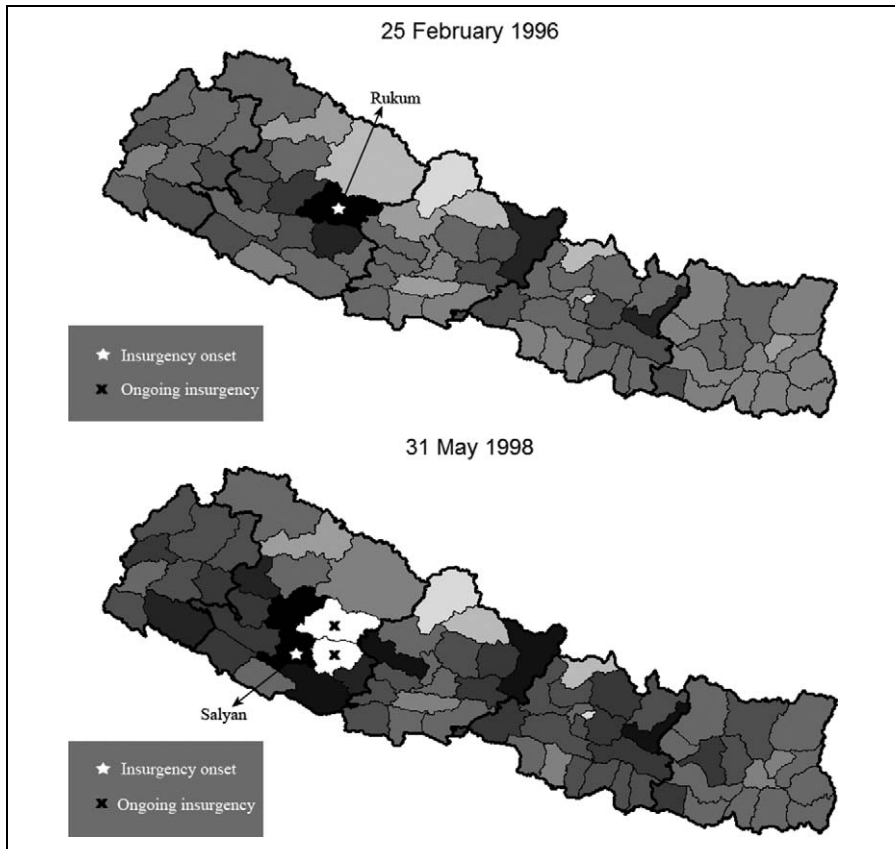 25 February 1996
Rukum
Insurgency onset
Ongoing insurgency
31 May 1998
Salyan
Insurgency onset
Ongoing insurgency